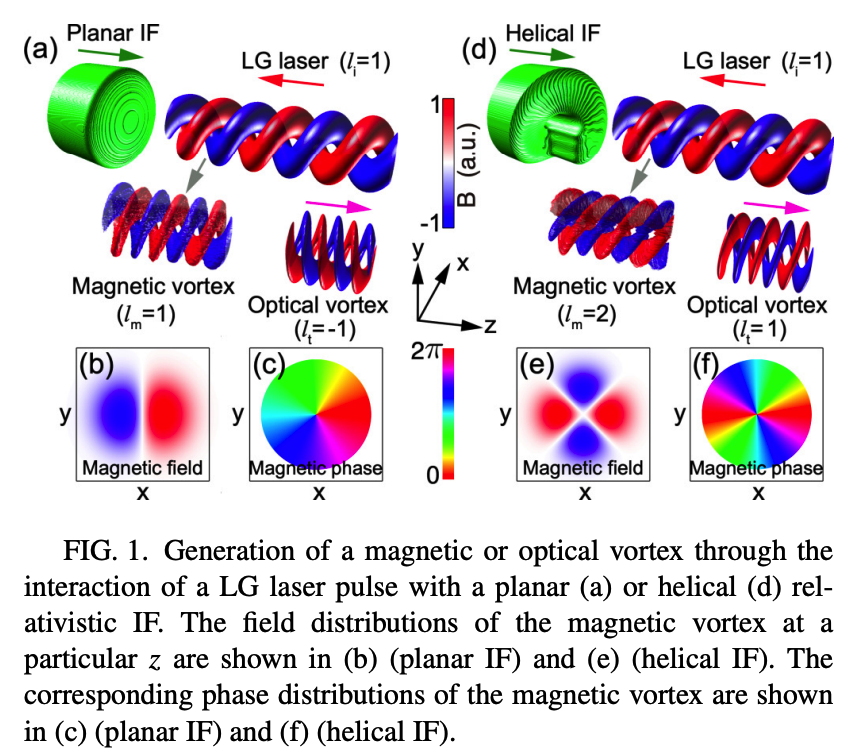 (a) Planar IF
LG laser (lᵢ=1)
Magnetic vortex
(lₘ=1)
Optical vortex
(lₜ=-1)
1
B (a.u.)
-1
y
x
z
(d) Helical IF
LG laser (lᵢ=1)
Magnetic vortex
(lₘ=2)
Optical vortex
(lₜ=1)
(b)
y
Magnetic field
x
(c)
y
Magnetic phase
x
2π
0
(e)
y
Magnetic field
x
(f)
y
Magnetic phase
x
FIG. 1. Generation of a magnetic or optical vortex through the
interaction of a LG laser pulse with a planar (a) or helical (d) rel-
ativistic IF. The field distributions of the magnetic vortex at a
particular z are shown in (b) (planar IF) and (e) (helical IF). The
corresponding phase distributions of the magnetic vortex are shown
in (c) (planar IF) and (f) (helical IF).